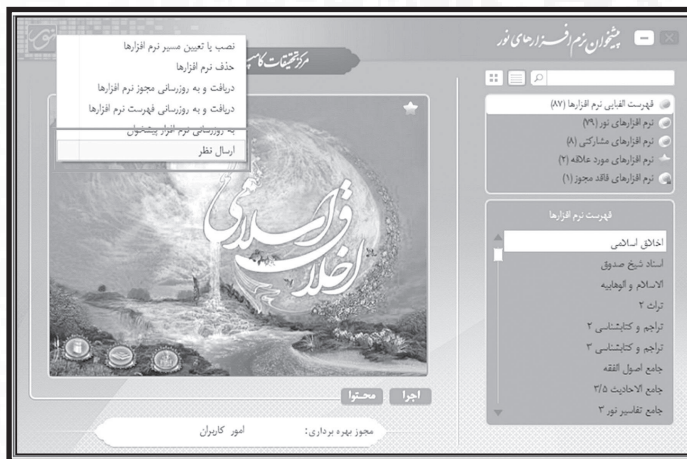 پیشخوان نرم افزارهای نور
فهرست الفبایی نرم افزارها (۸۷)
نرم افزارهای نور (۷۹)
نرم افزارهای مشارکتی (۸)
نرم افزارهای مورد علاقه (۲)
نرم افزارهای فاقد مجوز (۱)
فهرست نرم افزارها
اخلاق اسلامی
اسناد شیخ صدوق
الاسلام و الوهابیه
تراث ۲
تراجم و کتابشناسی ۲
تراجم و کتابشناسی ۳
جامع اصول الفقه
جامع الاحادیث ۳/۵
جامع تفاسیر نور ۳
مرکز تحقیقات
نور
نصب یا تعیین مسیر نرم افزارها
حذف نرم افزارها
دریافت و به روزرسانی مجوز نرم افزارها
دریافت و به روزرسانی فهرست نرم افزارها
به روزرسانی نرم افزار پیشخوان
ارسال نظر
اخلاق اسلامی
اجرا
محتوا
مجوز بهره برداری: امور کاربران